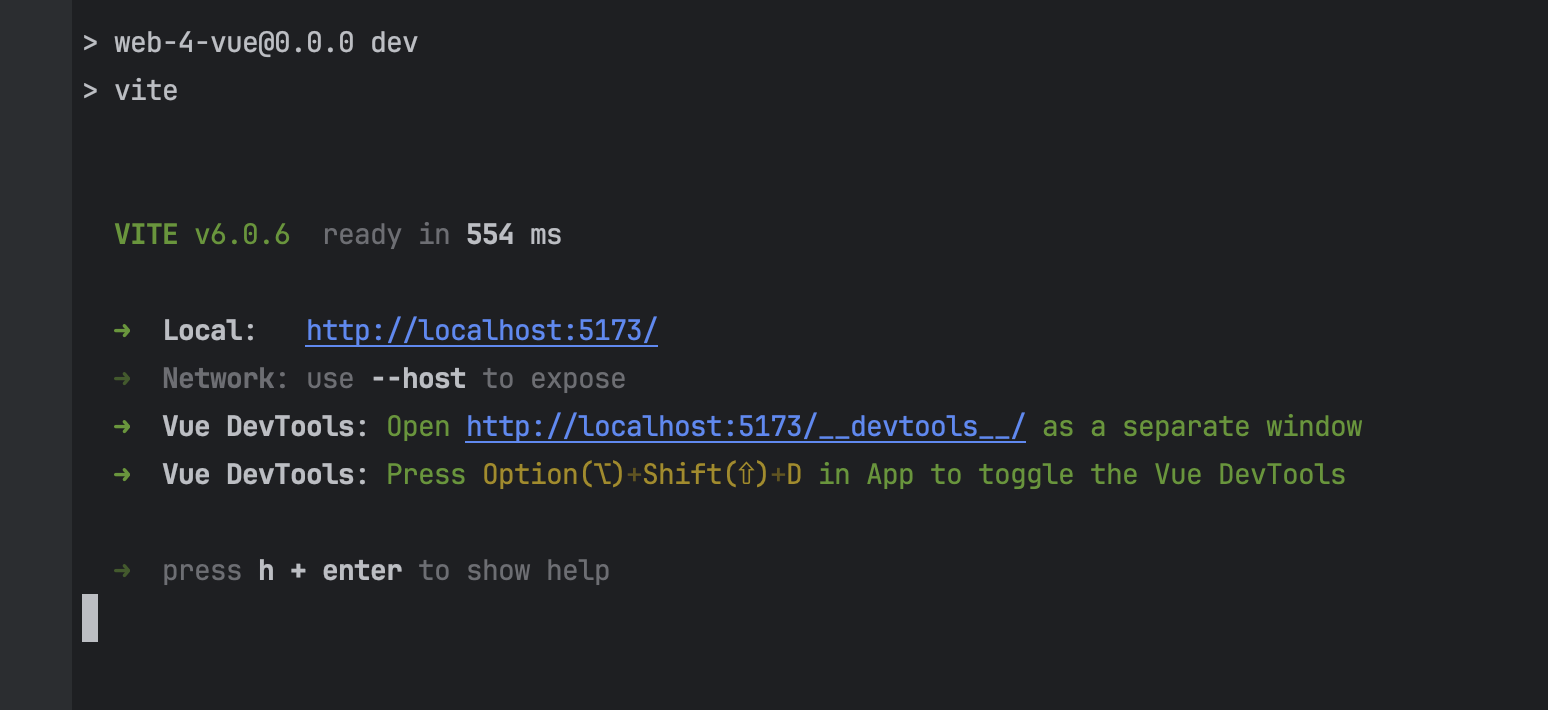 > web-4-vue@0.0.0 dev
> vite
VITE v6.0.6 ready in 554 ms
➜ Local: http://localhost:5173/
➜ Network: use --host to expose
➜ Vue DevTools: Open http://localhost:5173/__devtools__/ as a separate window
➜ Vue DevTools: Press Option(⌥)+Shift(⇧)+D in App to toggle the Vue DevTools
➜ press h + enter to show help